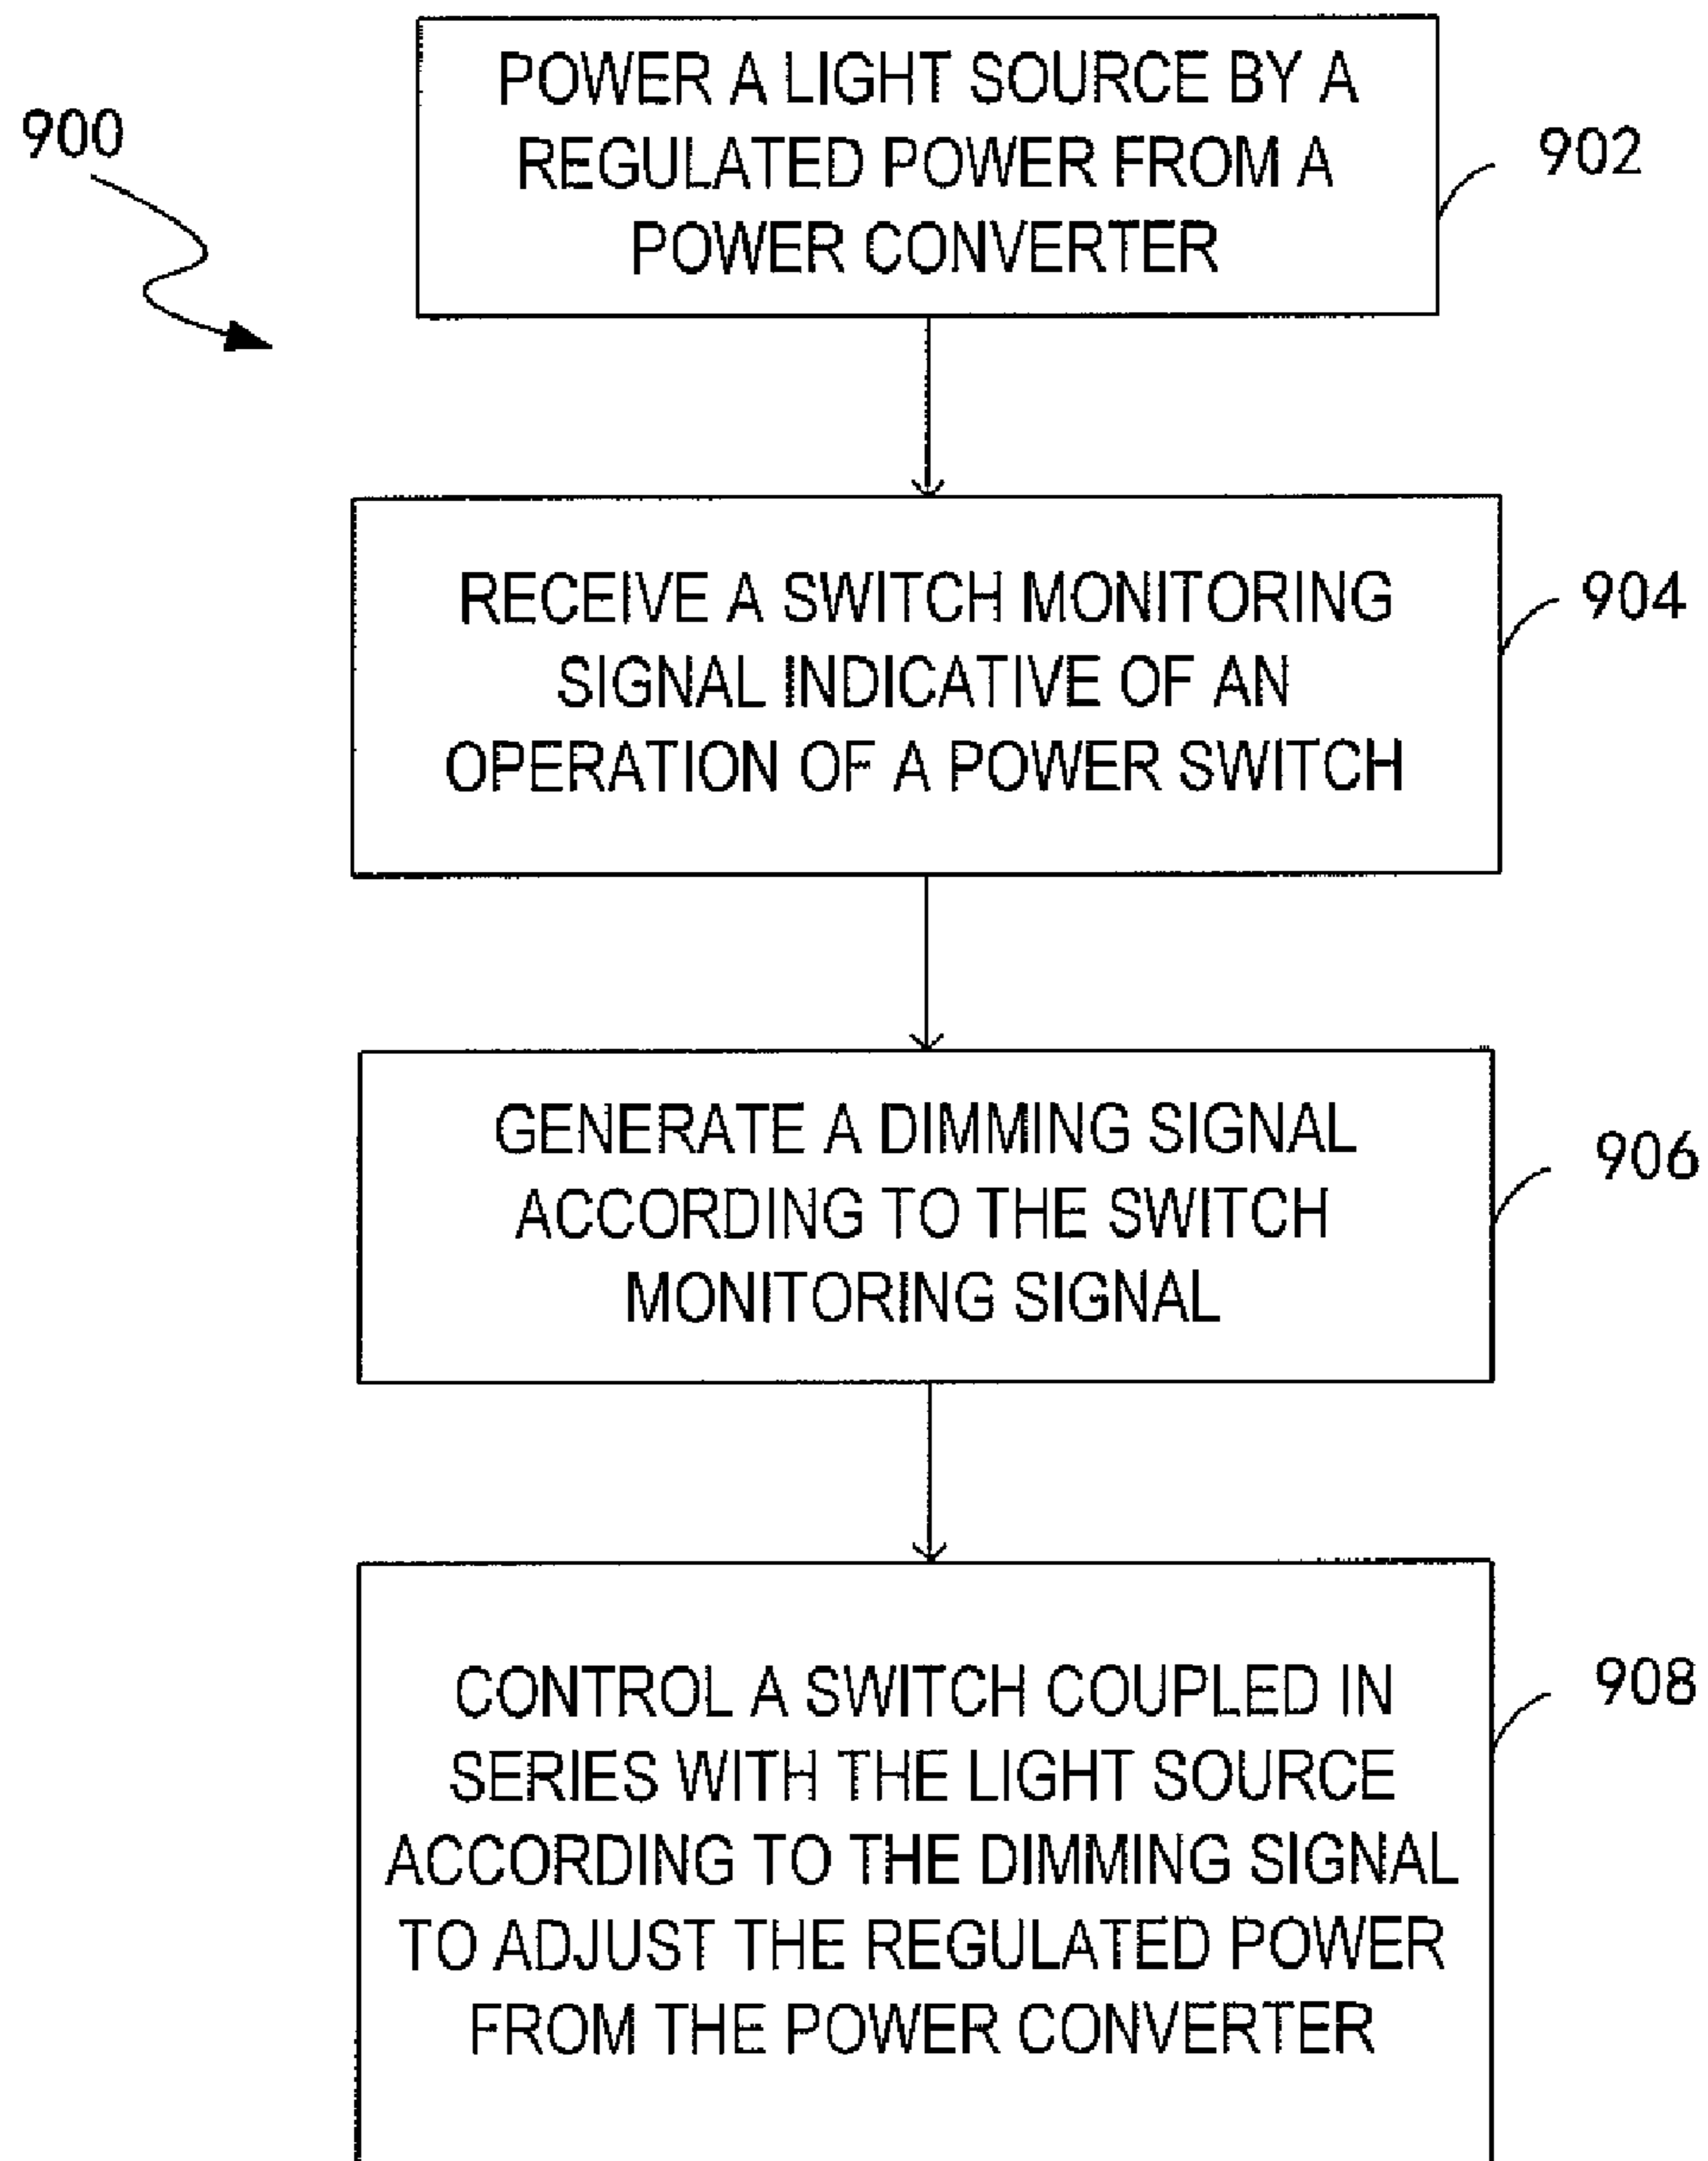 900
POWER A LIGHT SOURCE BY A
REGULATED POWER FROM A
POWER CONVERTER
902
RECEIVE A SWITCH MONITORING
SIGNAL INDICATIVE OF AN
OPERATION OF A POWER SWITCH
904
GENERATE A DIMMING SIGNAL
ACCORDING TO THE SWITCH
MONITORING SIGNAL
906
CONTROL A SWITCH COUPLED IN
SERIES WITH THE LIGHT SOURCE
ACCORDING TO THE DIMMING SIGNAL
TO ADJUST THE REGULATED POWER
FROM THE POWER CONVERTER
908